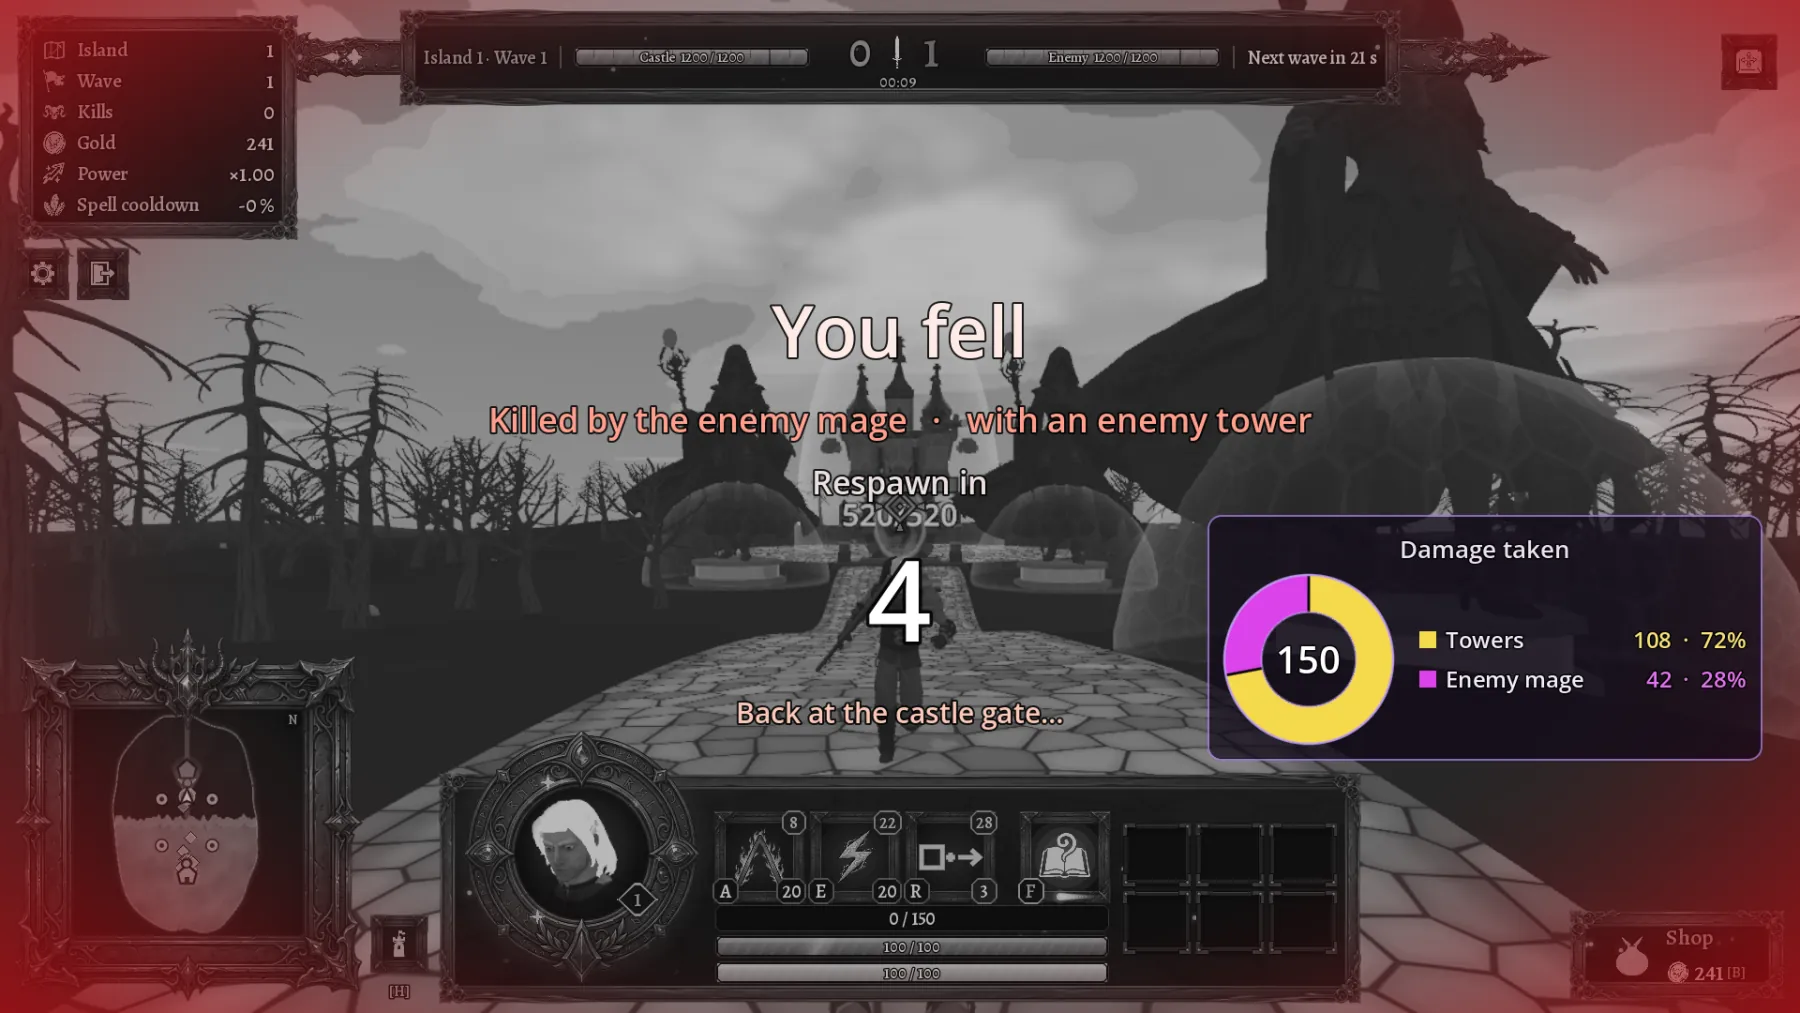 Island 1
Wave 1
Kills 0
Gold 241
Power ×1.00
Spell cooldown -0 %
Island 1 · Wave 1
Castle 1200 / 1200
0 1
00:09
Enemy 1200 / 1200
Next wave in 21 s
You fell
Killed by the enemy mage · with an enemy tower
Respawn in
520/520
4
Back at the castle gate...
Damage taken
150
Towers 108 · 72%
Enemy mage 42 · 28%
N
[H]
1
8 22 28
A 20 E 20 R 3 F
0 / 150
100 / 100
100 / 100
Shop
241 [B]